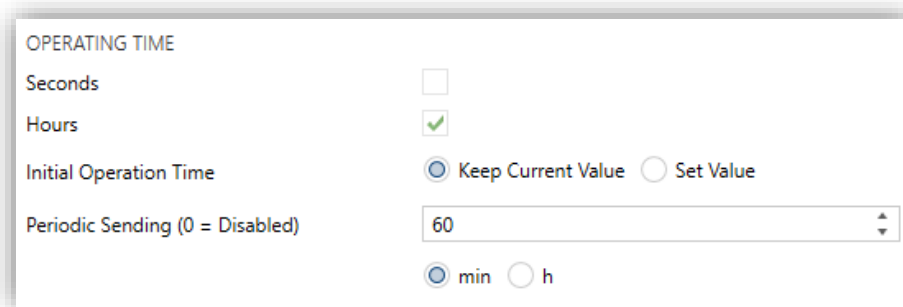 OPERATING TIME
Seconds
Hours
Initial Operation Time Keep Current Value Set Value
Periodic Sending (0 = Disabled) 60
min h